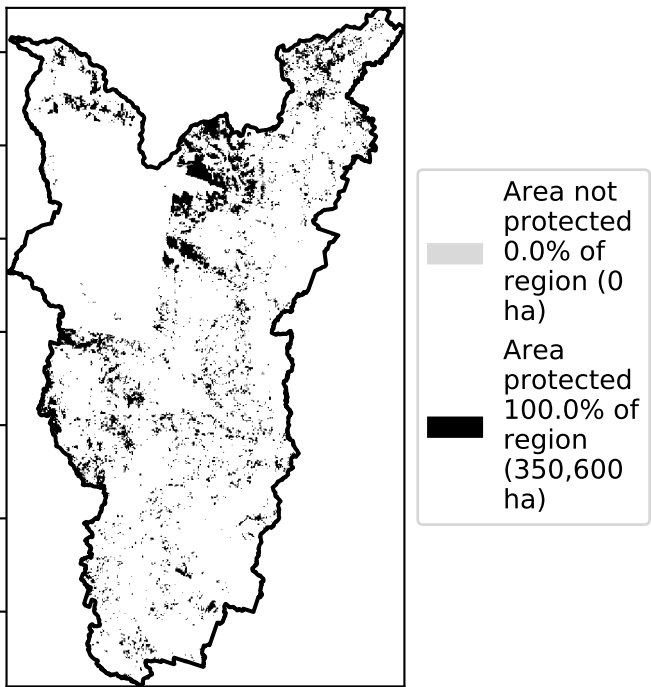 Area not
protected
0.0% of
region (0
ha)
Area
protected
100.0% of
region
(350,600
ha)